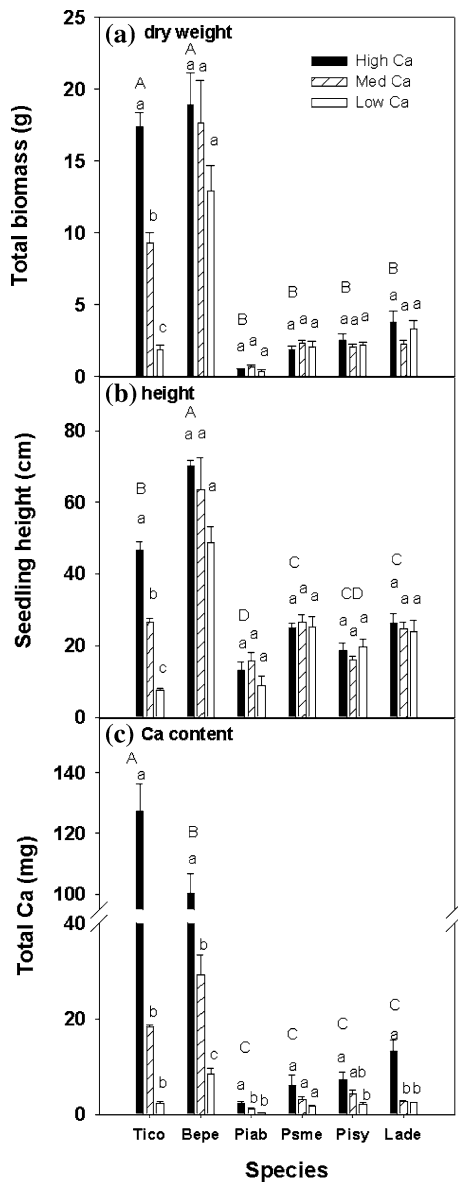 25
(a) dry weight
High Ca
Med Ca
Low Ca
A
A
a
a
a
20
a
b
15
10
B
B
B
B
5
c
a
a
a
a
a
a
a
a
a
a
a
a
0
Total biomass (g)
(b) height
A
80
a
a
a
B
60
a
b
40
C
CD
C
D
a
a
a
a
a
a
20
c
a
a
a
a
a
a
0
Seedling height (cm)
(c) Ca content
A
a
140
B
120
a
100
40
b
b
C
C
C
C
20
a
c
a
a
ab
b
a
b
b
a
a
b
b
b
0
Total Ca (mg)
Tico Bepe Piab Psme Pisy Lade
Species